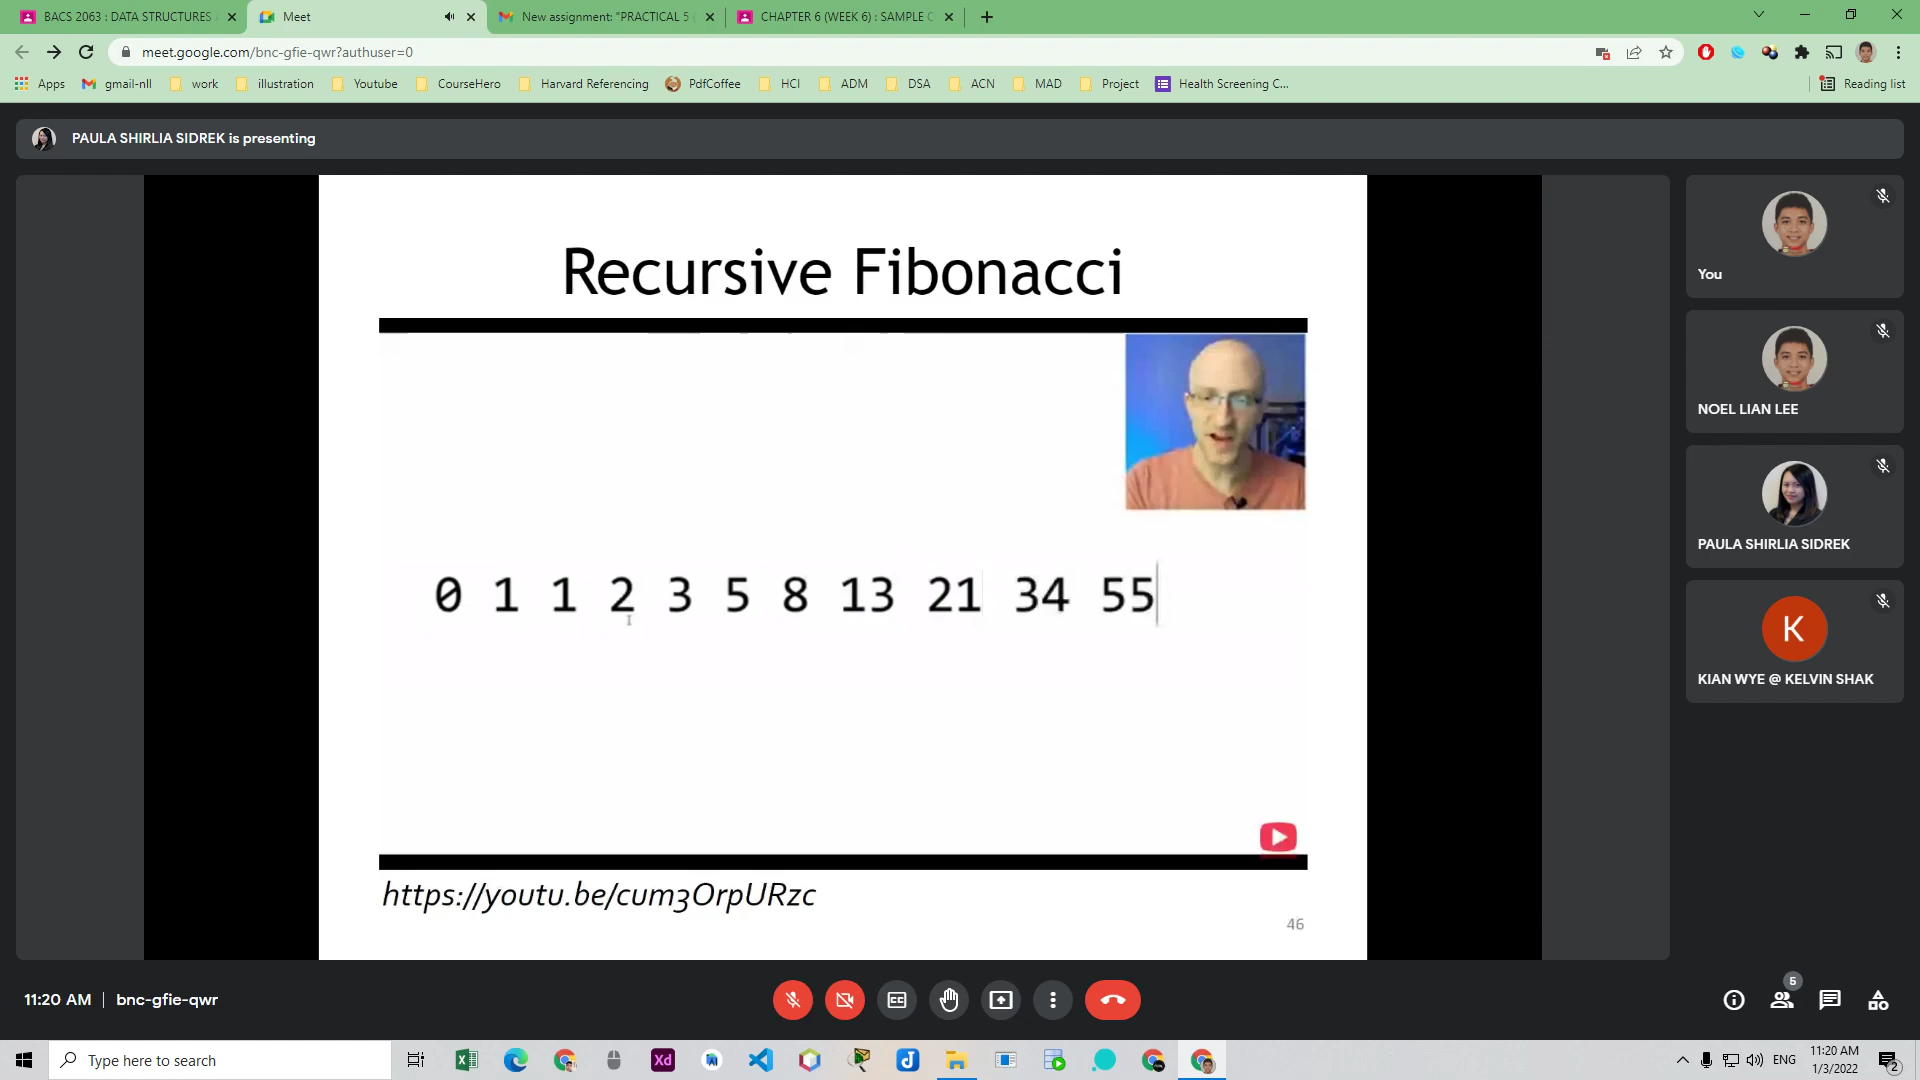 BACS 2063 : DATA STRUCTURES
Meet
New assignment: "PRACTICAL 5
CHAPTER 6 (WEEK 6) : SAMPLE C
meet.google.com/bnc-gfie-qwr?authuser=0
Apps
gmail-nll
work
illustration
Youtube
CourseHero
Harvard Referencing
PdfCoffee
HCI
ADM
DSA
ACN
MAD
Project
Health Screening C...
Reading list
PAULA SHIRLIA SIDREK is presenting
Recursive Fibonacci
0 1 1 2 3 5 8 13 21 34 55
https://youtu.be/cum3OrpURzc
46
You
NOEL LIAN LEE
PAULA SHIRLIA SIDREK
K
KIAN WYE @ KELVIN SHAK
11:20 AM | bnc-gfie-qwr
5
Type here to search
Xd
ENG
11:20 AM
1/3/2022
2